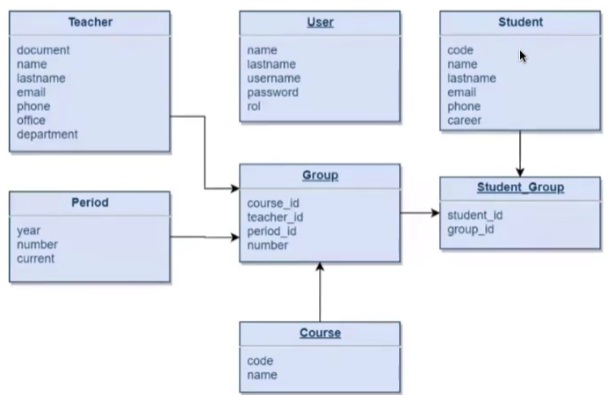 Teacher
document
name
lastname
email
phone
office
department
User
name
lastname
username
password
rol
Student
code
name
lastname
email
phone
career
Period
year
number
current
Group
course_id
teacher_id
period_id
number
Student_Group
student_id
group_id
Course
code
name